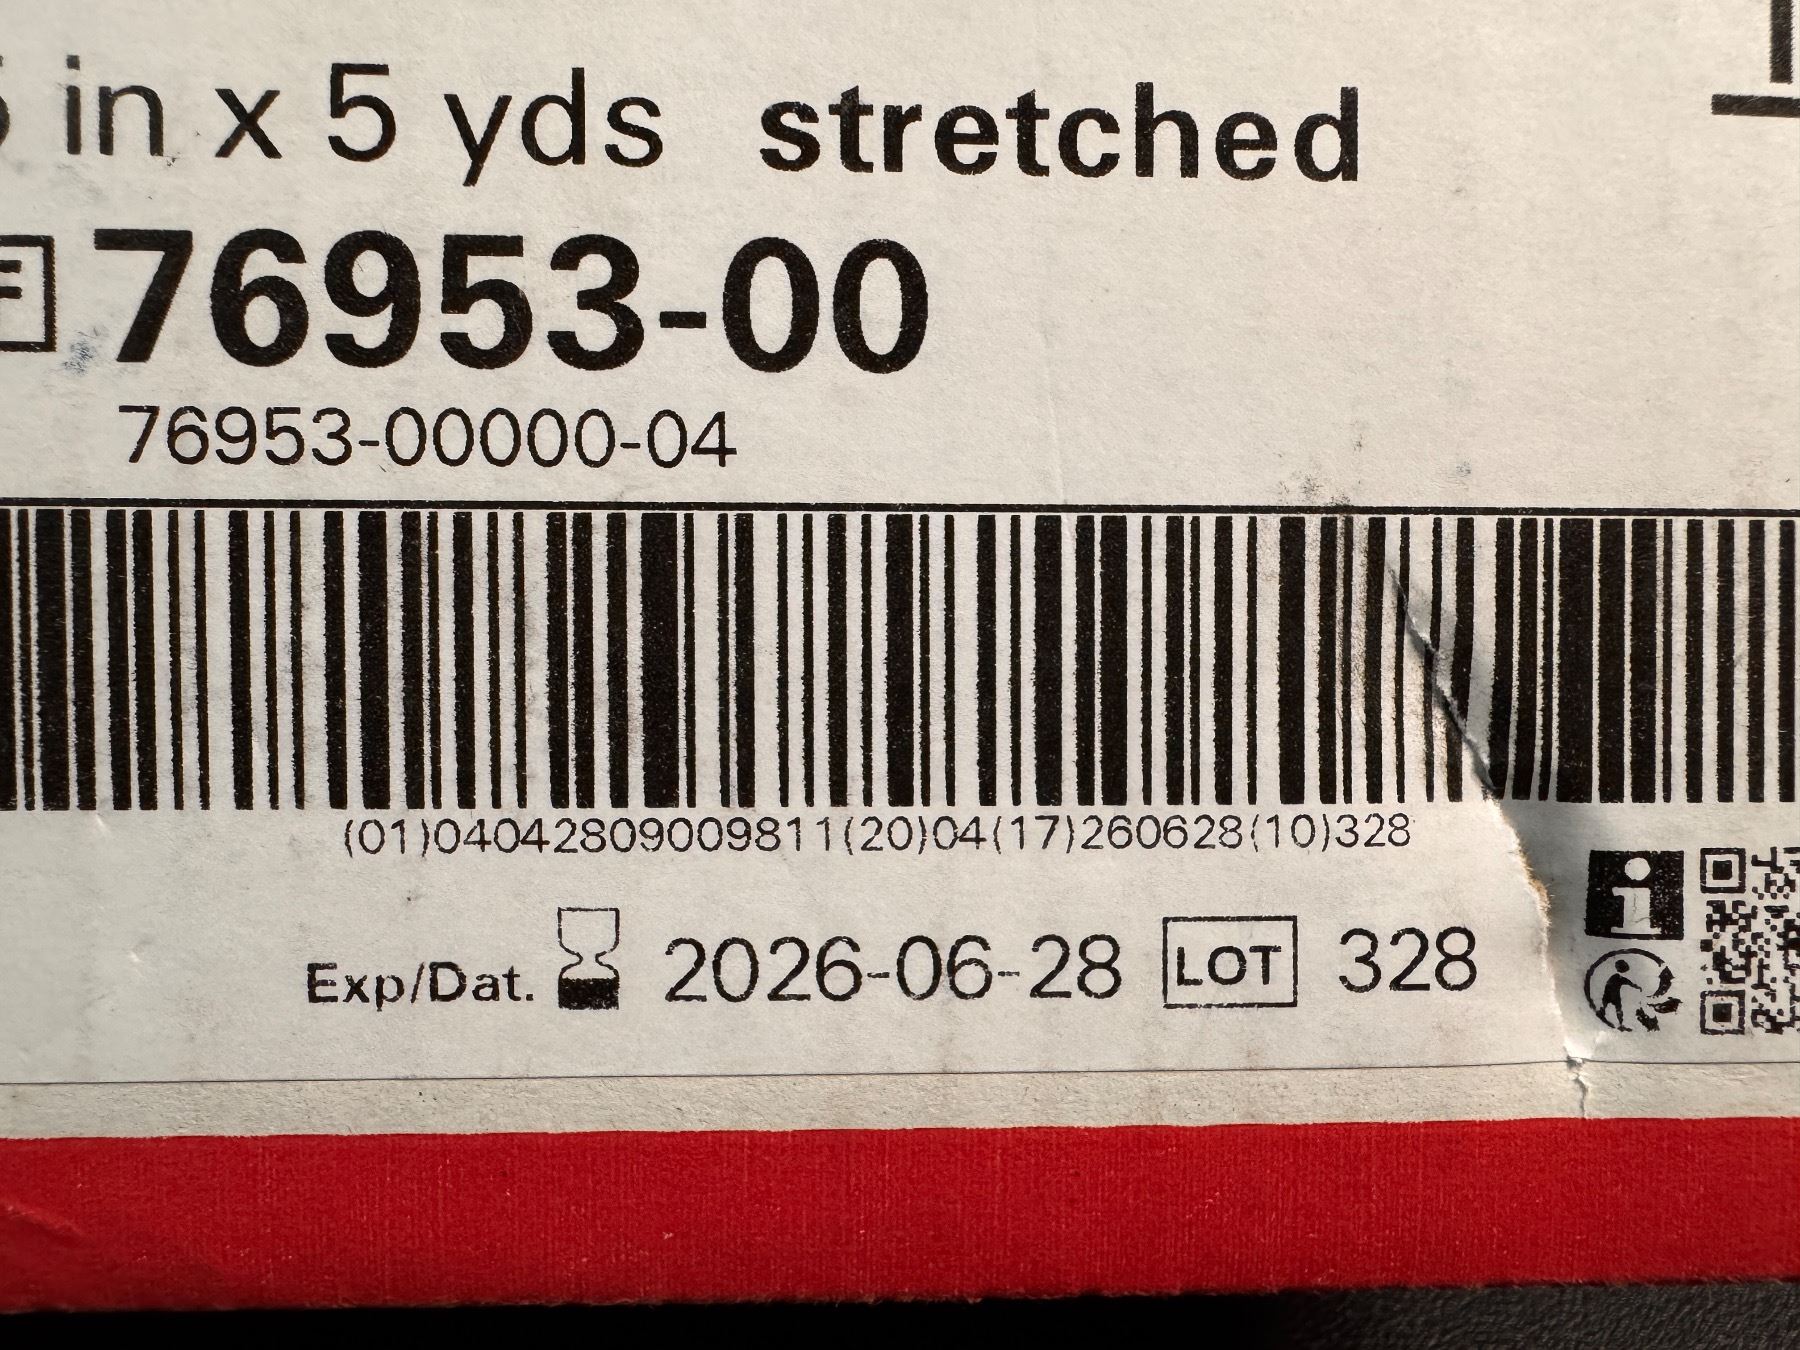 in x 5 yds stretched
76953-00
76953-00000-04
(01)04042809009811(20)04(17)260628(10)328
Exp/Dat. 2026-06-28 LOT 328